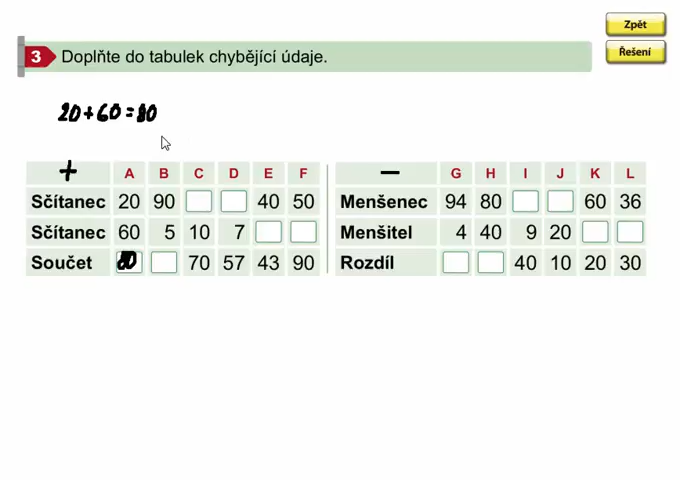 Zpět
3 Doplňte do tabulek chybějící údaje.
Řešení
20+60=80
+ A B C D E F
Sčítanec 20 90 40 50
Sčítanec 60 5 10 7
Součet 80 70 57 43 90
− G H I J K L
Menšenec 94 80 60 36
Menšitel 4 40 9 20
Rozdíl 40 10 20 30